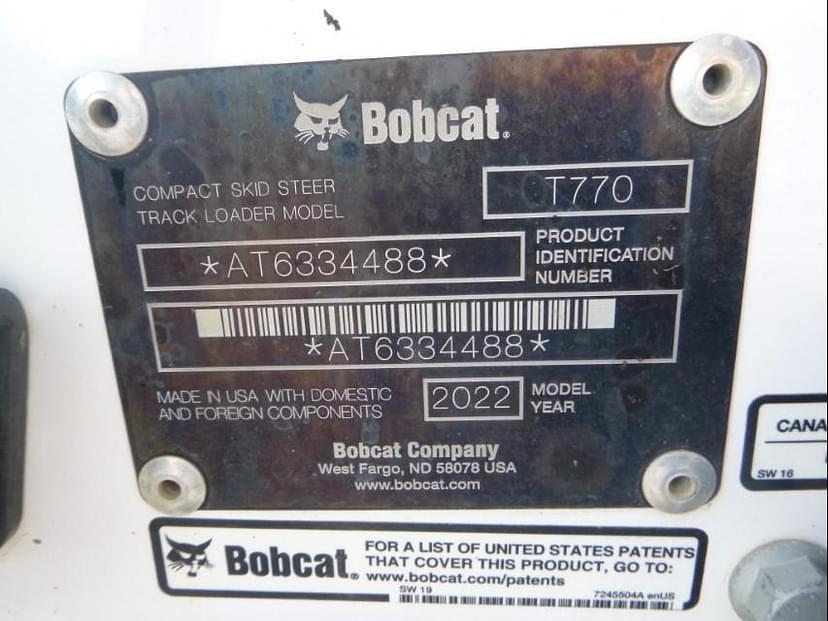 Bobcat®
COMPACT SKID STEER
TRACK LOADER MODEL
T770
*AT6334488*
PRODUCT
IDENTIFICATION
NUMBER
*AT6334488*
MADE IN USA WITH DOMESTIC
AND FOREIGN COMPONENTS
2022
MODEL
YEAR
Bobcat Company
West Fargo, ND 58078 USA
www.bobcat.com
CANA
SW 16
Bobcat®
FOR A LIST OF UNITED STATES PATENTS
THAT COVER THIS PRODUCT, GO TO:
www.bobcat.com/patents
SW 19
7245504A enUS